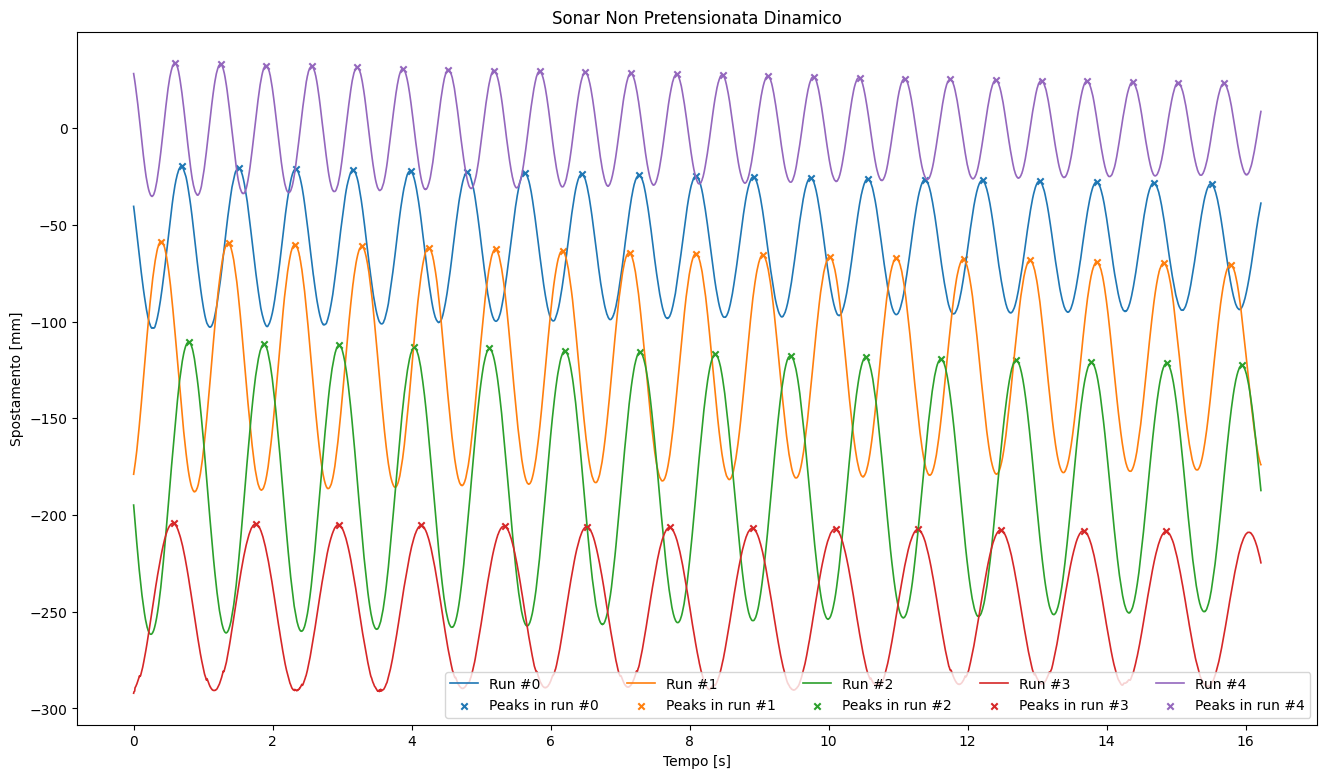 Sonar Non Pretensionata Dinamico
Spostamento [mm]
0
−50
−100
−150
−200
−250
−300
Run #0 Run #1 Run #2 Run #3 Run #4
Peaks in run #0 Peaks in run #1 Peaks in run #2 Peaks in run #3 Peaks in run #4
0 2 4 6 8 10 12 14 16
Tempo [s]